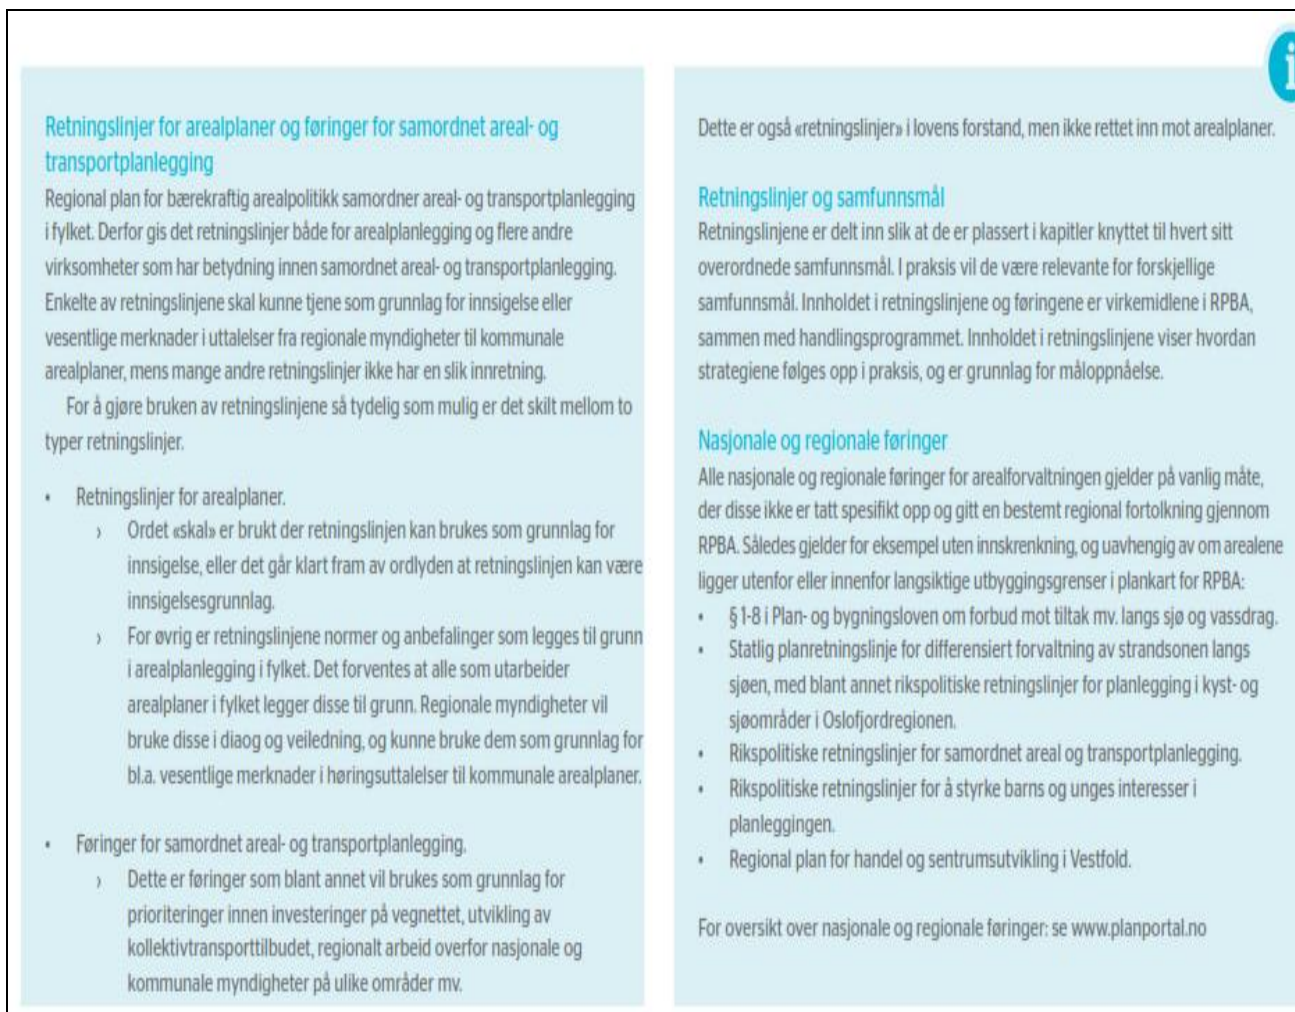 i
Retningslinjer for arealplaner og føringer for samordnet areal- og
transportplanlegging
Regional plan for bærekraftig arealpolitikk samordner areal- og transportplanlegging
i fylket. Derfor gis det retningslinjer både for arealplanlegging og flere andre
virksomheter som har betydning innen samordnet areal- og transportplanlegging.
Enkelte av retningslinjene skal kunne tjene som grunnlag for innsigelse eller
vesentlige merknader i uttalelser fra regionale myndigheter til kommunale
arealplaner, mens mange andre retningslinjer ikke har en slik innretning.
For å gjøre bruken av retningslinjene så tydelig som mulig er det skilt mellom to
typer retningslinjer.
• Retningslinjer for arealplaner.
› Ordet «skal» er brukt der retningslinjen kan brukes som grunnlag for
innsigelse, eller det går klart fram av ordlyden at retningslinjen kan være
innsigelsesgrunnlag.
› For øvrig er retningslinjene normer og anbefalinger som legges til grunn
i arealplanlegging i fylket. Det forventes at alle som utarbeider
arealplaner i fylket legger disse til grunn. Regionale myndigheter vil
bruke disse i diaog og veiledning, og kunne bruke dem som grunnlag for
bl.a. vesentlige merknader i høringsuttalelser til kommunale arealplaner.
• Føringer for samordnet areal- og transportplanlegging.
› Dette er føringer som blant annet vil brukes som grunnlag for
prioriteringer innen investeringer på vegnettet, utvikling av
kollektivtransporttilbudet, regionalt arbeid overfor nasjonale og
kommunale myndigheter på ulike områder mv.
Dette er også «retningslinjer» i lovens forstand, men ikke rettet inn mot arealplaner.
Retningslinjer og samfunnsmål
Retningslinjene er delt inn slik at de er plassert i kapitler knyttet til hvert sitt
overordnede samfunnsmål. I praksis vil de være relevante for forskjellige
samfunnsmål. Innholdet i retningslinjene og føringene er virkemidlene i RPBA,
sammen med handlingsprogrammet. Innholdet i retningslinjene viser hvordan
strategiene følges opp i praksis, og er grunnlag for måloppnåelse.
Nasjonale og regionale føringer
Alle nasjonale og regionale føringer for arealforvaltningen gjelder på vanlig måte,
der disse ikke er tatt spesifikt opp og gitt en bestemt regional fortolkning gjennom
RPBA. Således gjelder for eksempel uten innskrenkning, og uavhengig av om arealene
ligger utenfor eller innenfor langsiktige utbyggingsgrenser i plankart for RPBA:
• § 1-8 i Plan- og bygningsloven om forbud mot tiltak mv. langs sjø og vassdrag.
• Statlig planretningslinje for differensiert forvaltning av strandsonen langs
sjøen, med blant annet rikspolitiske retningslinjer for planlegging i kyst- og
sjøområder i Oslofjordregionen.
• Rikspolitiske retningslinjer for samordnet areal og transportplanlegging.
• Rikspolitiske retningslinjer for å styrke barns og unges interesser i
planleggingen.
• Regional plan for handel og sentrumsutvikling i Vestfold.
For oversikt over nasjonale og regionale føringer: se www.planportal.no